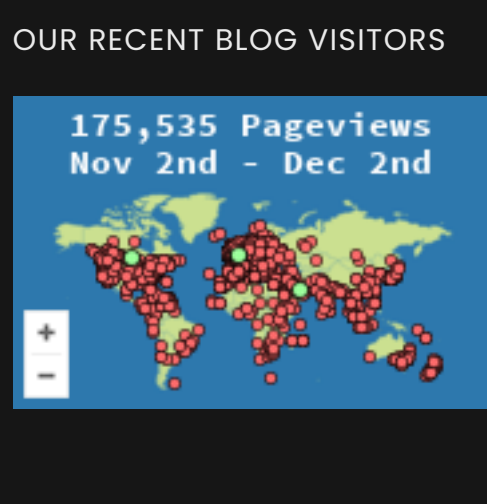 OUR RECENT BLOG VISITORS
175,535 Pageviews
Nov 2nd - Dec 2nd
+
−